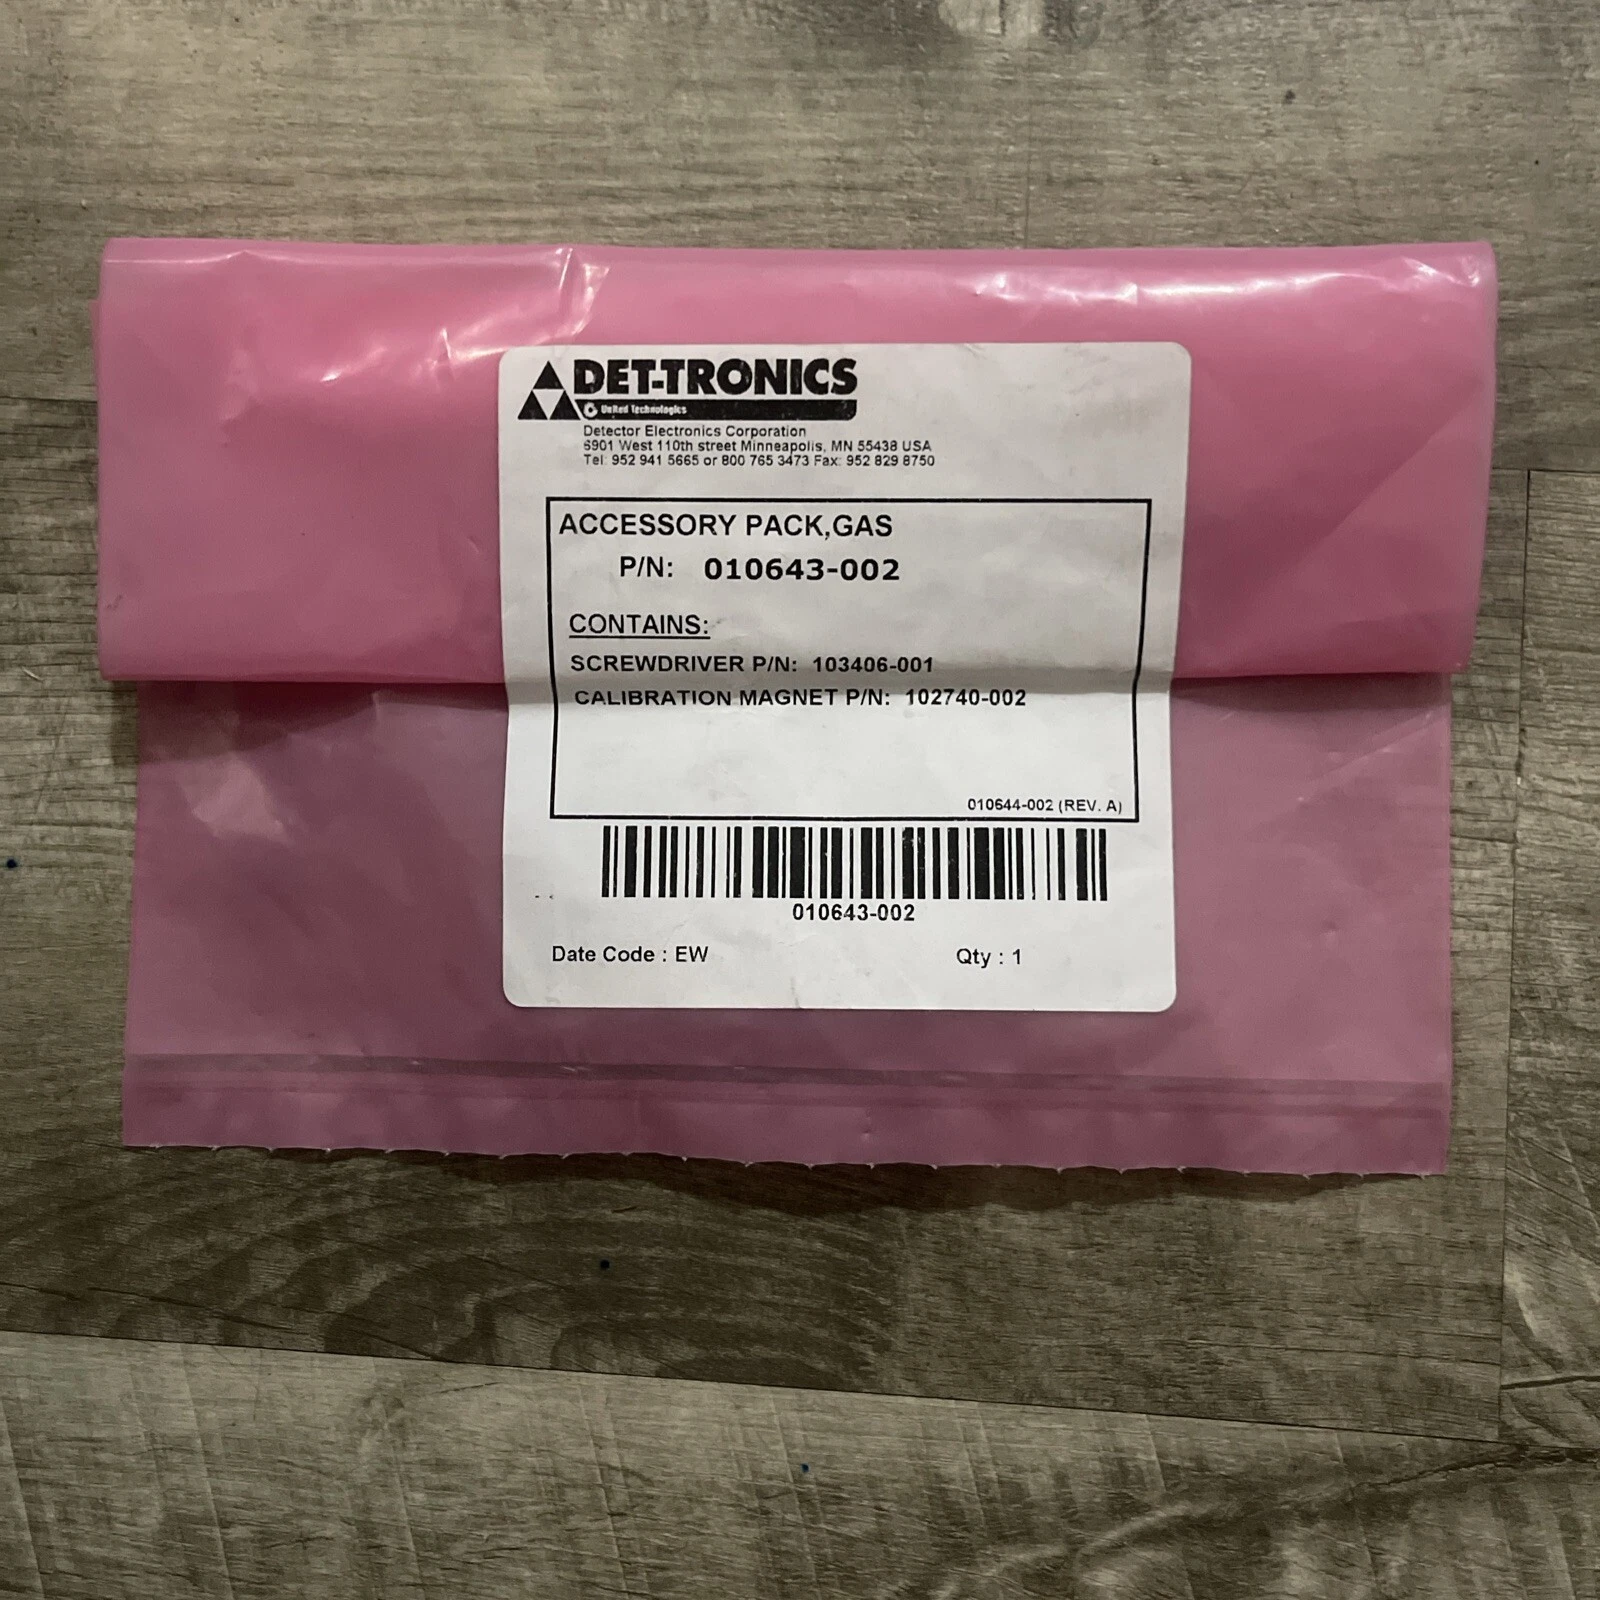 DET-TRONICS
United Technologies
Detector Electronics Corporation
6901 West 110th street Minneapolis, MN 55438 USA
Tel: 952 941 5665 or 800 765 3473 Fax: 952 829 8750
ACCESSORY PACK,GAS
P/N: 010643-002
CONTAINS:
SCREWDRIVER P/N: 103406-001
CALIBRATION MAGNET P/N: 102740-002
010644-002 (REV. A)
010643-002
Date Code : EW Qty : 1